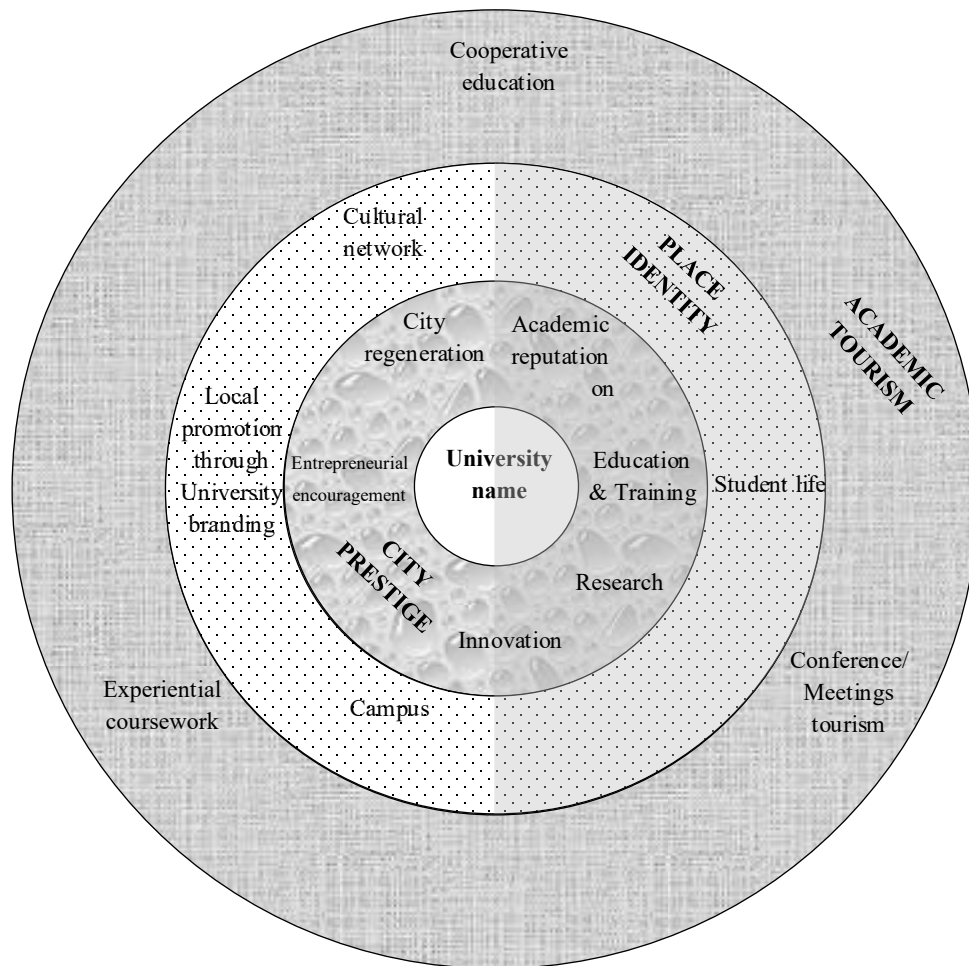 Cooperative
education
Cultural
network
PLACE
IDENTITY
ACADEMIC
TOURISM
City
regeneration
Academic
reputation
on
Local
promotion
through
University
branding
Entrepreneurial
encouragement
University
name
Education
& Training
Student life
CITY
PRESTIGE
Research
Innovation
Experiential
coursework
Campus
Conference/
Meetings
tourism